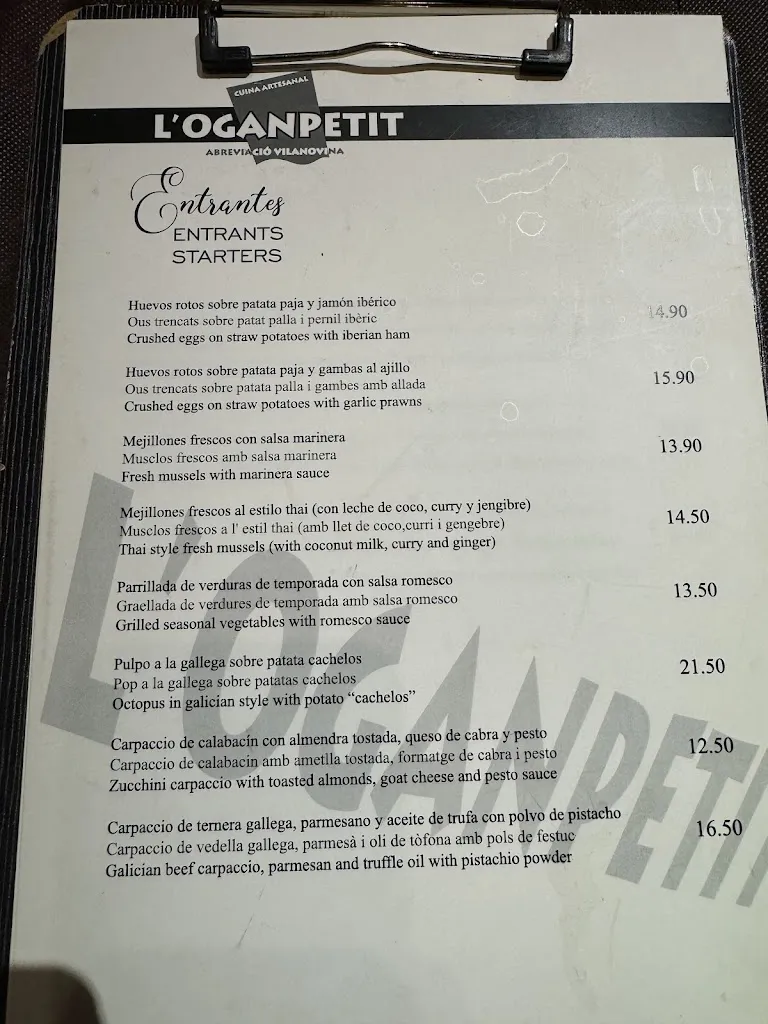 CUINA ARTESANAL
L'OGANPETIT
ABREVIACIÓ VILANOVINA
Entrantes
ENTRANTS
STARTERS
Huevos rotos sobre patata paja y jamón ibérico
Ous trencats sobre patat palla i pernil ibèric
Crushed eggs on straw potatoes with iberian ham
14.90
Huevos rotos sobre patata paja y gambas al ajillo
Ous trencats sobre patata palla i gambes amb allada
Crushed eggs on straw potatoes with garlic prawns
15.90
Mejillones frescos con salsa marinera
Musclos frescos amb salsa marinera
Fresh mussels with marinera sauce
13.90
Mejillones frescos al estilo thai (con leche de coco, curry y jengibre)
Musclos frescos a l' estil thai (amb llet de coco,curri i gengebre)
Thai style fresh mussels (with coconut milk, curry and ginger)
14.50
Parrillada de verduras de temporada con salsa romesco
Graellada de verdures de temporada amb salsa romesco
Grilled seasonal vegetables with romesco sauce
13.50
Pulpo a la gallega sobre patata cachelos
Pop a la gallega sobre patatas cachelos
Octopus in galician style with potato “cachelos”
21.50
Carpaccio de calabacín con almendra tostada, queso de cabra y pesto
Carpaccio de calabacin amb ametlla tostada, formatge de cabra i pesto
Zucchini carpaccio with toasted almonds, goat cheese and pesto sauce
12.50
Carpaccio de ternera gallega, parmesano y aceite de trufa con polvo de pistacho
Carpaccio de vedella gallega, parmesà i oli de tòfona amb pols de festuc
Galician beef carpaccio, parmesan and truffle oil with pistachio powder
16.50
L'OGANPETIT